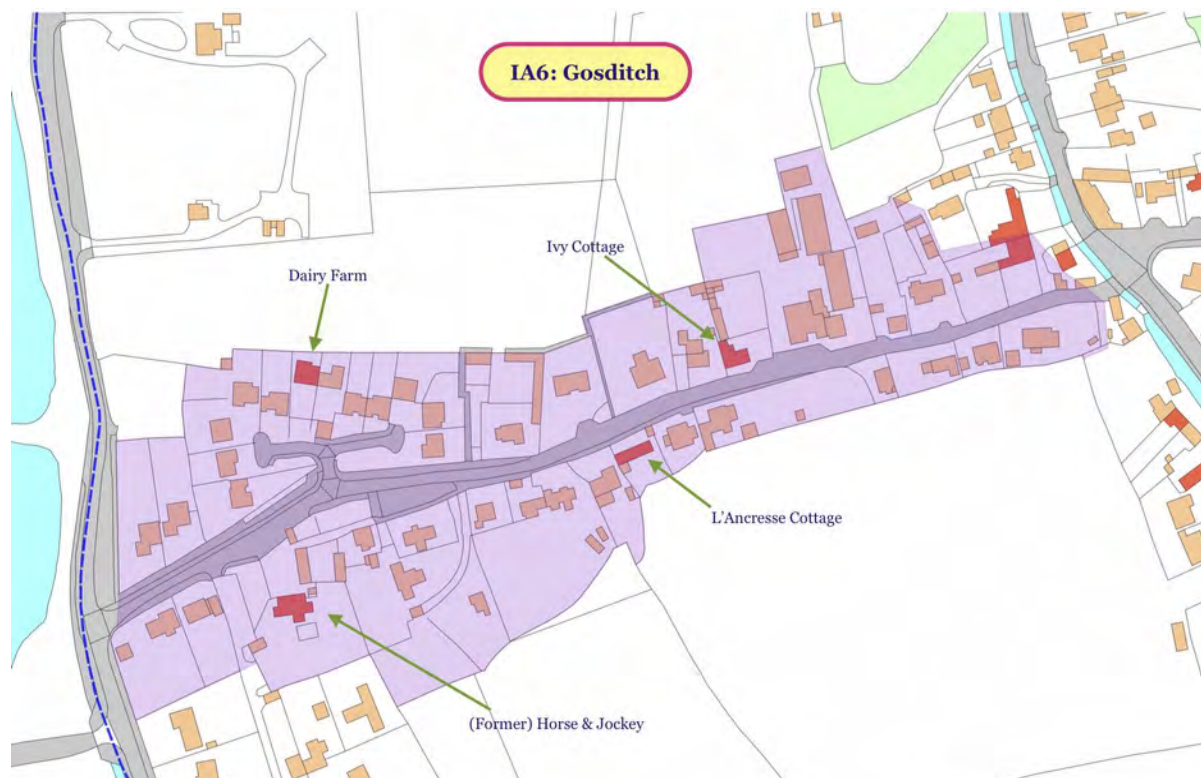 IA6: Gosditch
Ivy Cottage
Dairy Farm
L'Ancresse Cottage
(Former) Horse & Jockey